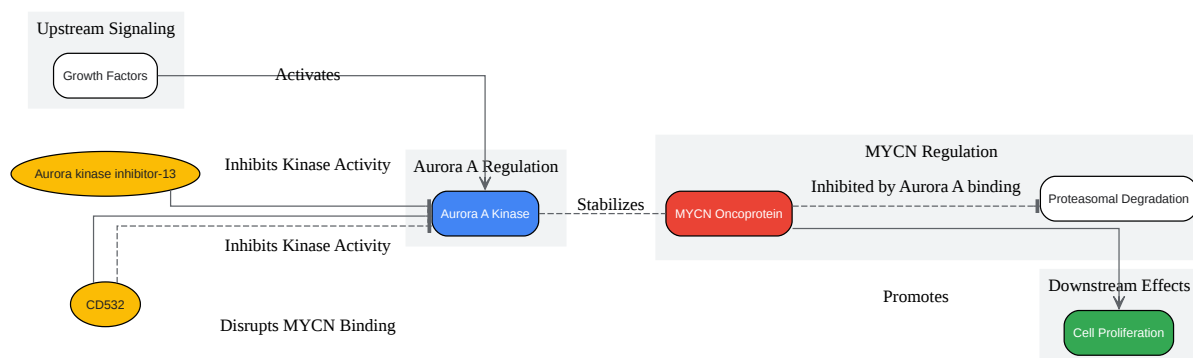 Upstream Signaling
Growth Factors
Activates
Aurora kinase inhibitor-13
Inhibits Kinase Activity
Aurora A Regulation
Aurora A Kinase
Stabilizes
MYCN Regulation
MYCN Oncoprotein
Inhibited by Aurora A binding
Proteasomal Degradation
Inhibits Kinase Activity
CD532
Disrupts MYCN Binding
Promotes
Downstream Effects
Cell Proliferation